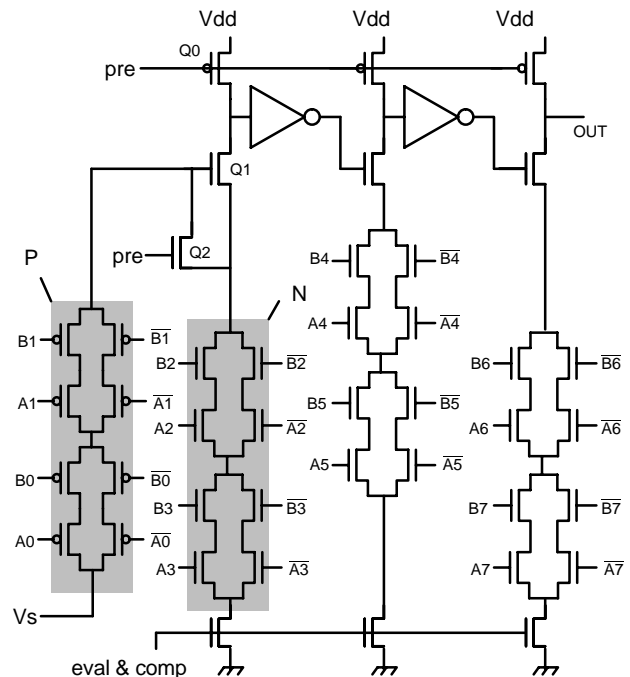 Vdd Vdd Vdd
Q0
pre
OUT
Q1
Q2
pre
P
N
B4 B4̅
A4 A4̅
B1 B1̅
B2 B2̅
B5 B5̅
B6 B6̅
A1 A1̅
A2 A2̅
A5 A5̅
A6 A6̅
B0 B0̅
B3 B3̅
B7 B7̅
A0 A0̅
A3 A3̅
A7 A7̅
Vs
eval & comp